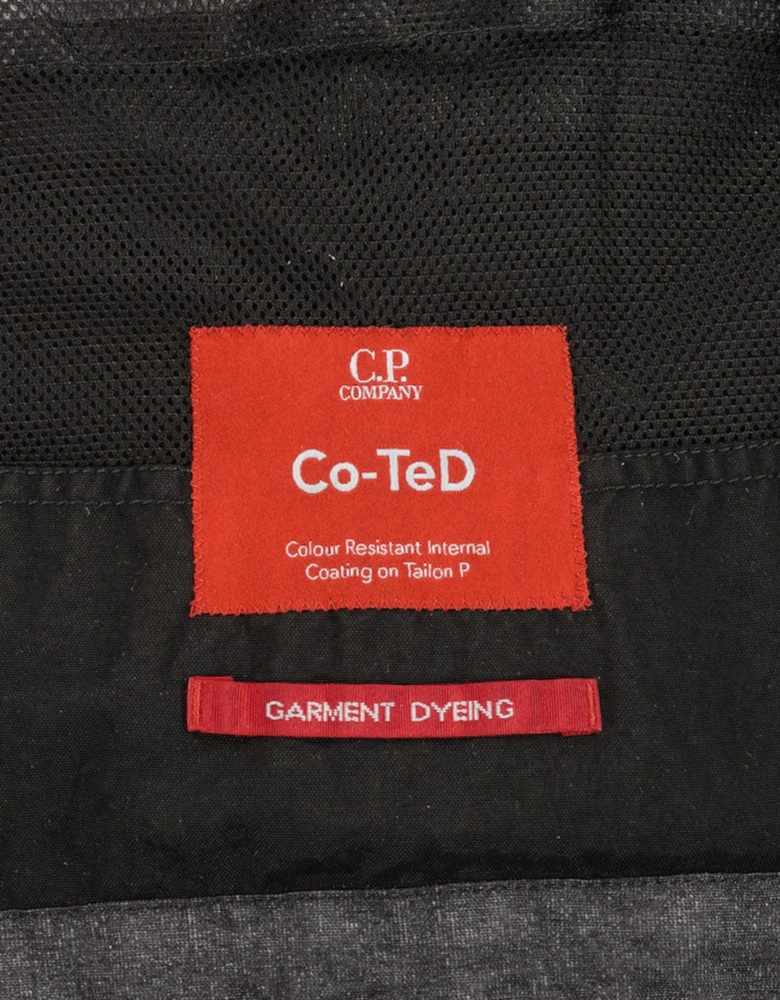 C.P.
COMPANY
Co-TeD
Colour Resistant Internal
Coating on Tailon P
GARMENT DYEING